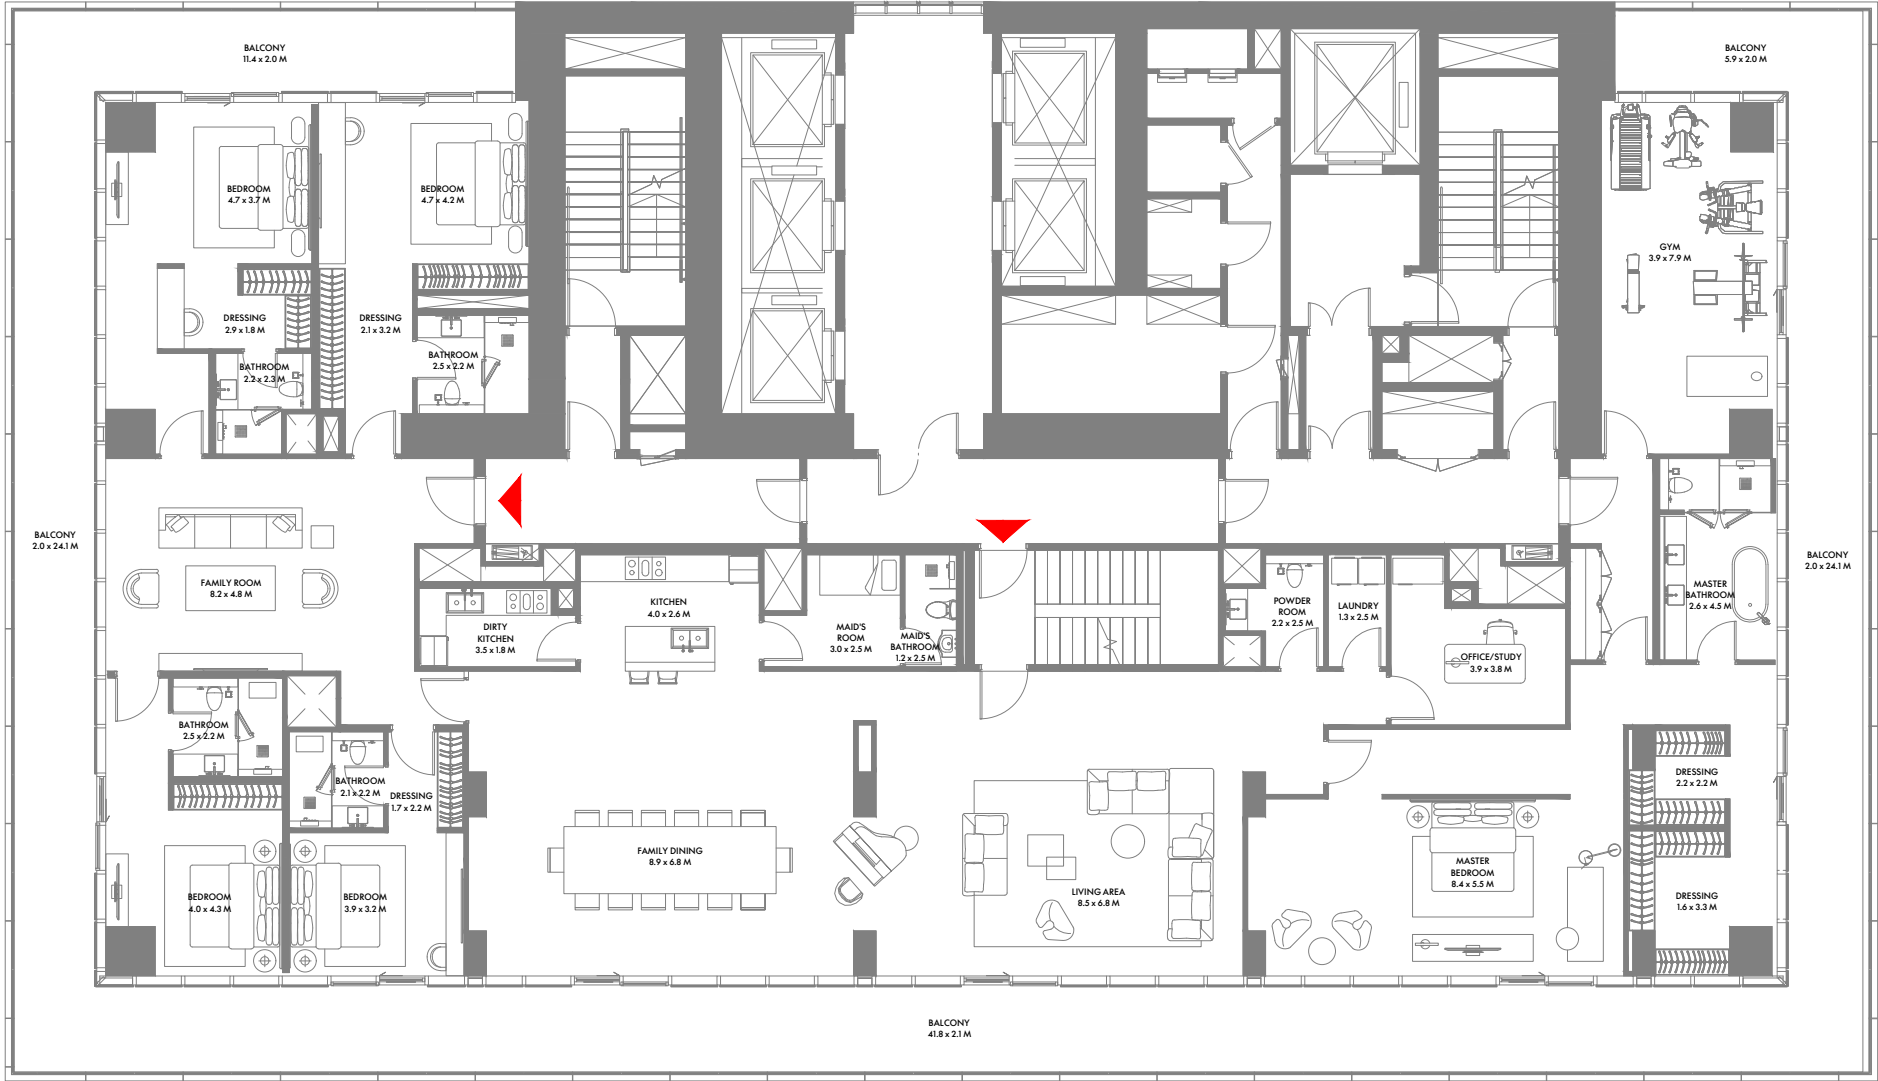 BALCONY
11.4 x 2.0 M
BALCONY
5.9 x 2.0 M
BEDROOM
4.7 x 3.7 M
BEDROOM
4.7 x 4.2 M
GYM
3.9 x 7.9 M
DRESSING
2.9 x 1.8 M
DRESSING
2.1 x 3.2 M
BATHROOM
2.5 x 2.2 M
BATHROOM
2.2 x 2.3 M
BALCONY
2.0 x 24.1 M
FAMILY ROOM
8.2 x 4.8 M
DIRTY
KITCHEN
3.5 x 1.8 M
KITCHEN
4.0 x 2.6 M
MAID'S
ROOM
3.0 x 2.5 M
MAID'S
BATHROOM
1.2 x 2.5 M
POWDER
ROOM
2.2 x 2.5 M
LAUNDRY
1.3 x 2.5 M
OFFICE/STUDY
3.9 x 3.8 M
MASTER
BATHROOM
2.6 x 4.5 M
BALCONY
2.0 x 24.1 M
BATHROOM
2.5 x 2.2 M
BATHROOM
2.1 x 2.2 M
DRESSING
1.7 x 2.2 M
DRESSING
2.2 x 2.2 M
FAMILY DINING
8.9 x 6.8 M
LIVING AREA
8.5 x 6.8 M
MASTER
BEDROOM
8.4 x 5.5 M
BEDROOM
4.0 x 4.3 M
BEDROOM
3.9 x 3.2 M
DRESSING
1.6 x 3.3 M
BALCONY
41.8 x 2.1 M